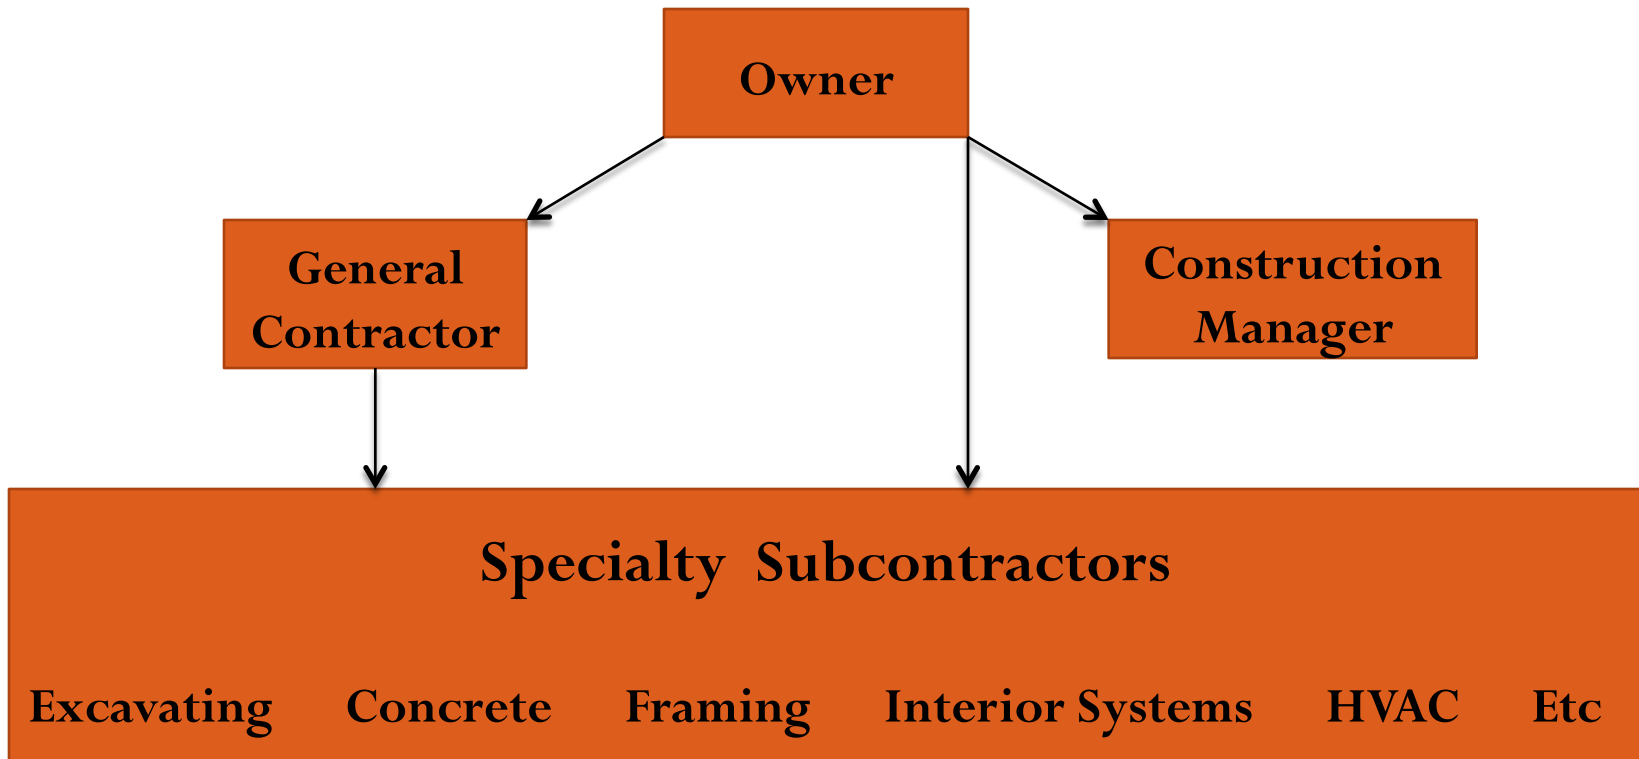 Owner
General
Contractor
Construction
Manager
Specialty Subcontractors
Excavating Concrete Framing Interior Systems HVAC Etc